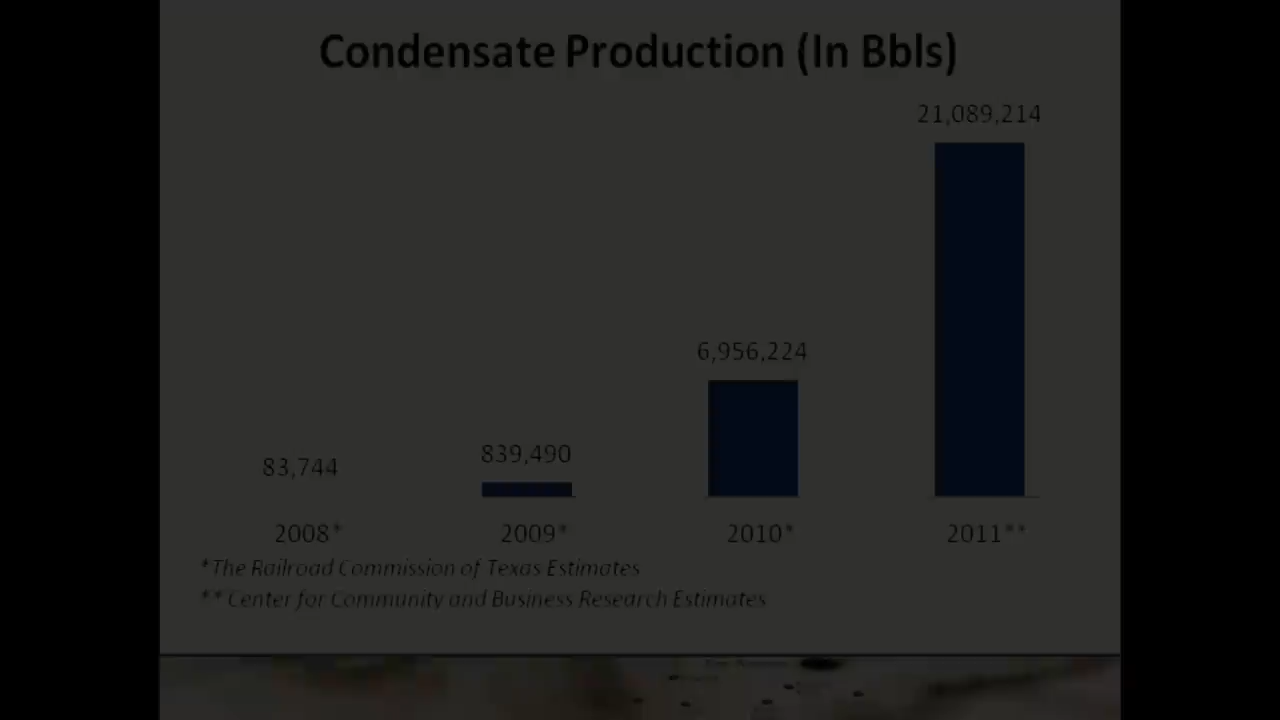 Condensate Production (In Bbls)
21,089,214
6,956,224
839,490
83,744
2008* 2009* 2010* 2011**
*The Railroad Commission of Texas Estimates
** Center for Community and Business Research Estimates